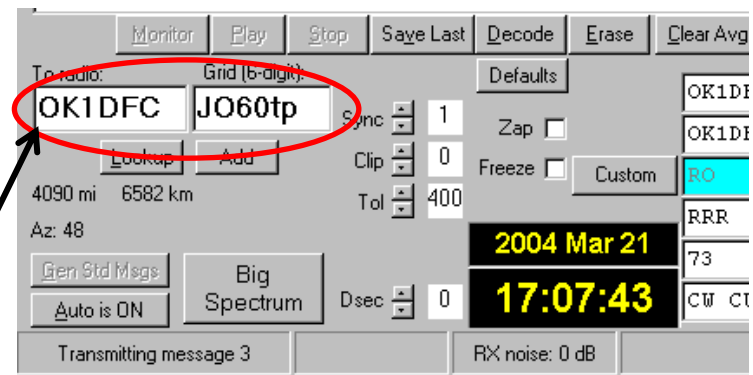 Monitor Play Stop Save Last Decode Erase Clear Avg
To radio: Grid (6-digit): Defaults
OK1DFC JO60tp Sync 1 Zap
Lookup Add Clip 0 Freeze Custom
4090 mi 6582 km Tol 400
Az: 48
Gen Std Msgs Big Spectrum
Auto is ON Dsec 0
2004 Mar 21
17:07:43
OK1DF
OK1DF
RO
RRR
73
CW
Transmitting message 3 RX noise: 0 dB